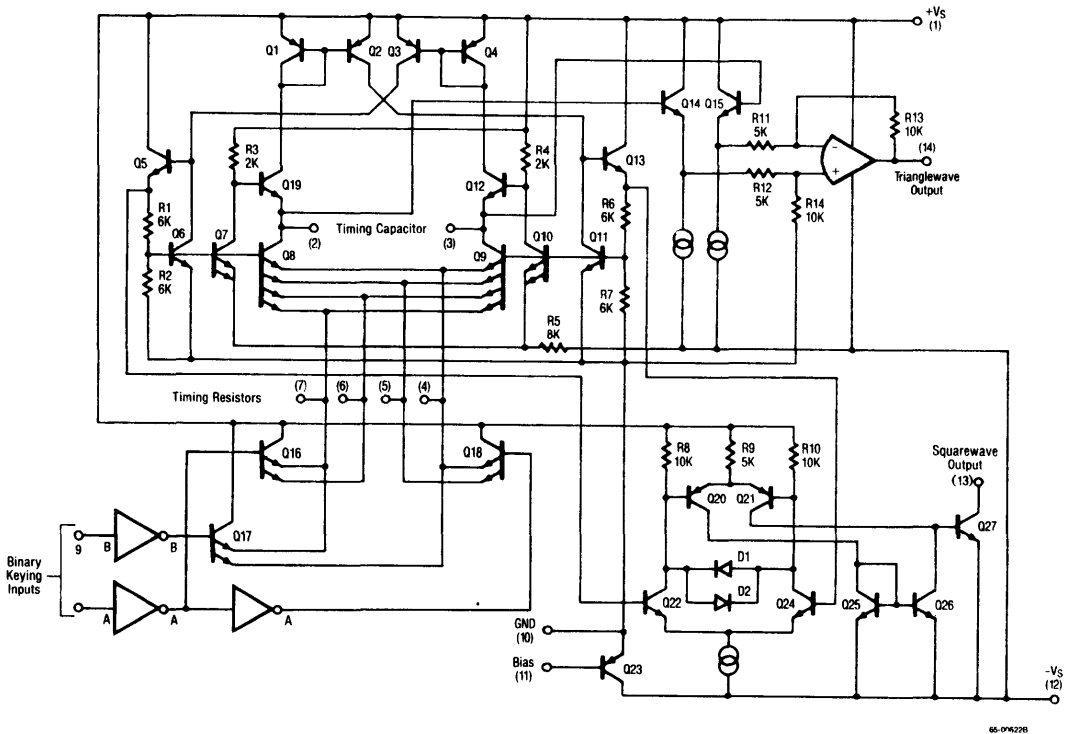 +VS
(1)
Q1
Q2
Q3
Q4
Q14
Q15
R11
5K
R13
10K
(14)
Trianglewave
Output
−
+
R12
5K
R14
10K
Q5
R3
2K
R4
2K
Q13
Q19
Q12
R1
6K
R6
6K
Timing Capacitor
(2)
(3)
Q6
Q7
Q8
Q9
Q10
Q11
R2
6K
R7
6K
R5
8K
Timing Resistors
(7)
(6)
(5)
(4)
Q16
Q18
R8
10K
R9
5K
R10
10K
Squarewave
Output
(13)
Q20
Q21
Q27
Q17
9
B
B
Binary
Keying
Inputs
A
A
A
D1
D2
Q22
Q24
Q25
Q26
GND
(10)
Bias
(11)
Q23
-VS
(12)
65-00622B